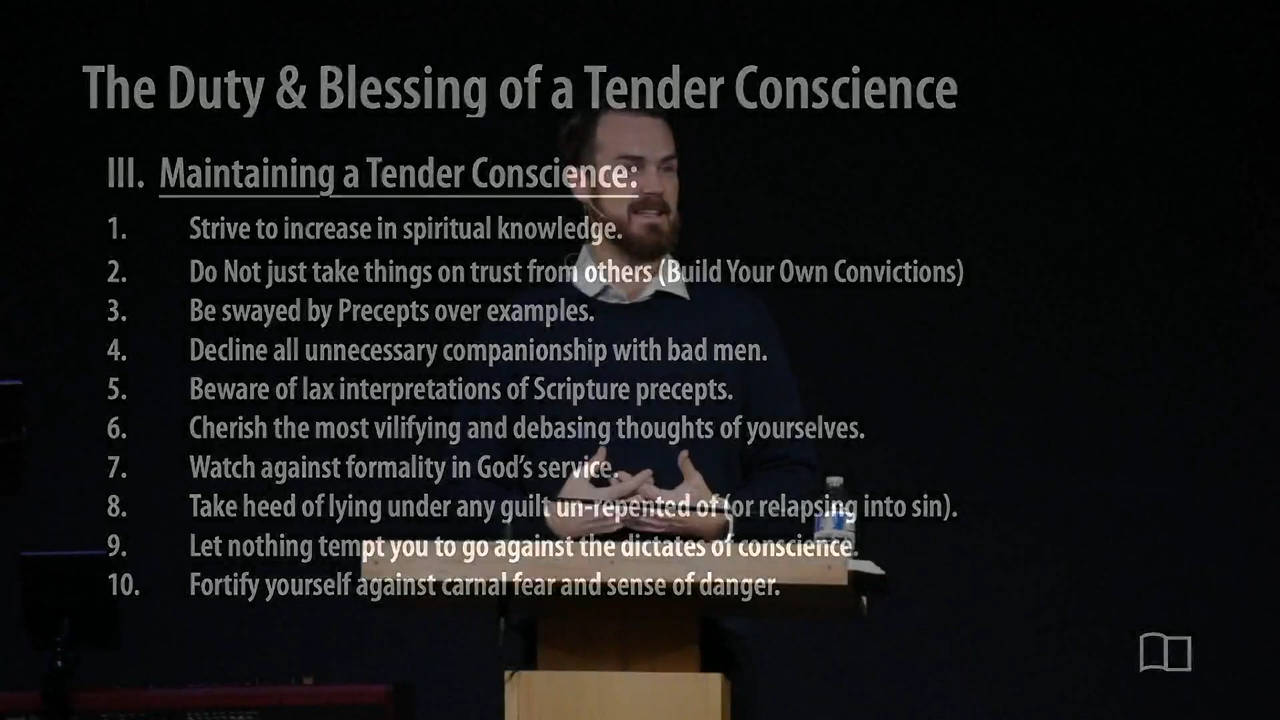 The Duty & Blessing of a Tender Conscience
III. Maintaining a Tender Conscience:
1. Strive to increase in spiritual knowledge.
2. Do Not just take things on trust from others (Build Your Own Convictions)
3. Be swayed by Precepts over examples.
4. Decline all unnecessary companionship with bad men.
5. Beware of lax interpretations of Scripture precepts.
6. Cherish the most vilifying and debasing thoughts of yourselves.
7. Watch against formality in God's service.
8. Take heed of lying under any guilt un-repented of (or relapsing into sin).
9. Let nothing tempt you to go against the dictates of conscience.
10. Fortify yourself against carnal fear and sense of danger.